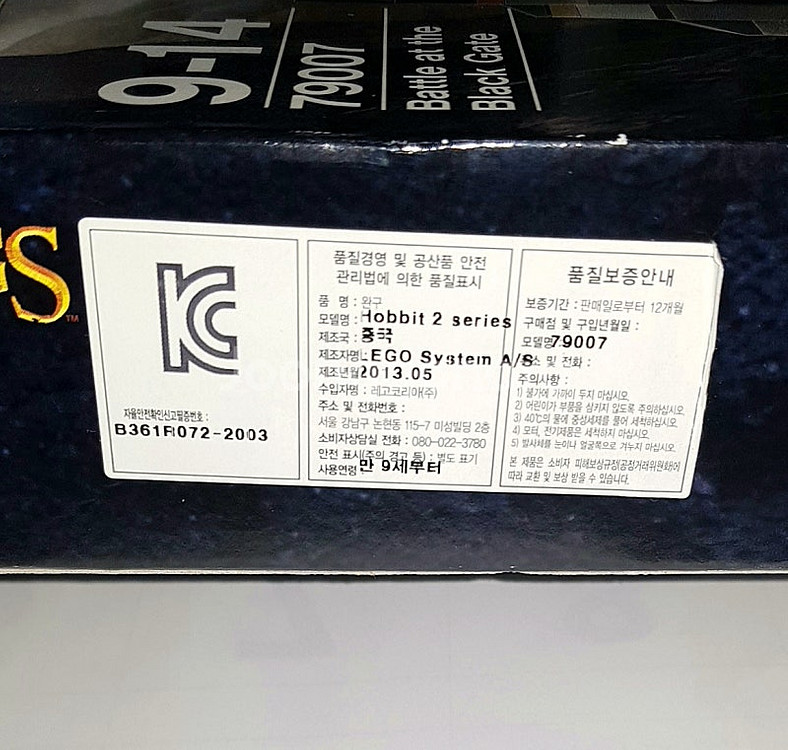 9-14
79007
Battle at the
Black Gate
GS
TM
KC
자율안전확인신고필증번호 :
B361R072-2003
품질경영 및 공산품 안전
관리법에 의한 품질표시
품 명 : 완구
모델명 : Hobbit 2 series
제조국 : 중국
제조자명 : LEGO System A/S
제조년월 2013.05
수입자명 : 레고코리아(주)
주소 및 전화번호 :
서울 강남구 논현동 115-7 미성빌딩 2층
소비자상담실 전화 : 080-022-3780
안전 표시(주의 경고 등) : 별도 표기
사용연령 만 9세부터
품질보증안내
보증기간 : 판매일로부터 12개월
구매점 및 구입년월일 :
모델명 79007
주소 및 전화 :
주의사항 :
1) 불가에 가까이 두지 마십시오.
2) 어린이가 부품을 삼키지 않도록 주의하십시오.
3) 40℃의 물에 중성세제를 풀어 세척하십시오.
4) 모터, 전기제품은 세척하지 마십시오.
5) 발사체를 눈이나 얼굴쪽으로 겨누지 마십시오.
본 제품은 소비자 피해보상규정(공정거래위원회)에
따라 교환 및 보상 받을 수 있습니다.